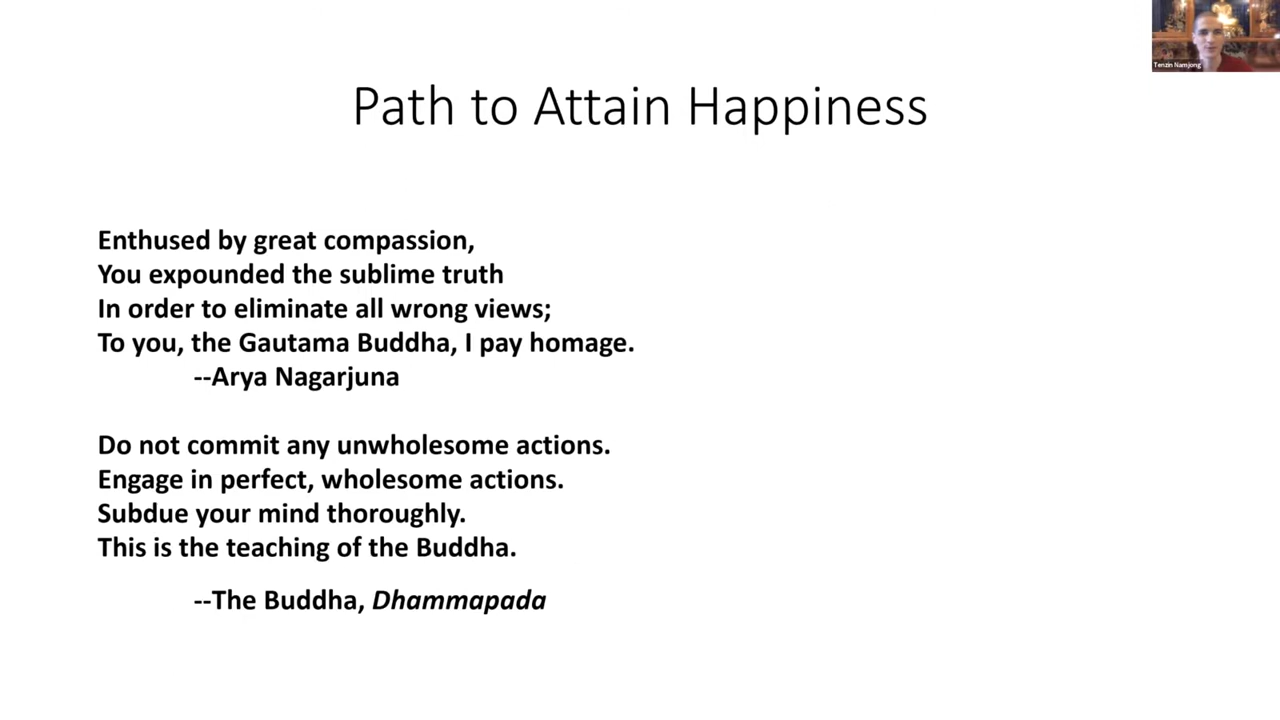 Tenzin Namjong
Path to Attain Happiness
Enthused by great compassion,
You expounded the sublime truth
In order to eliminate all wrong views;
To you, the Gautama Buddha, I pay homage.
--Arya Nagarjuna
Do not commit any unwholesome actions.
Engage in perfect, wholesome actions.
Subdue your mind thoroughly.
This is the teaching of the Buddha.
--The Buddha, Dhammapada